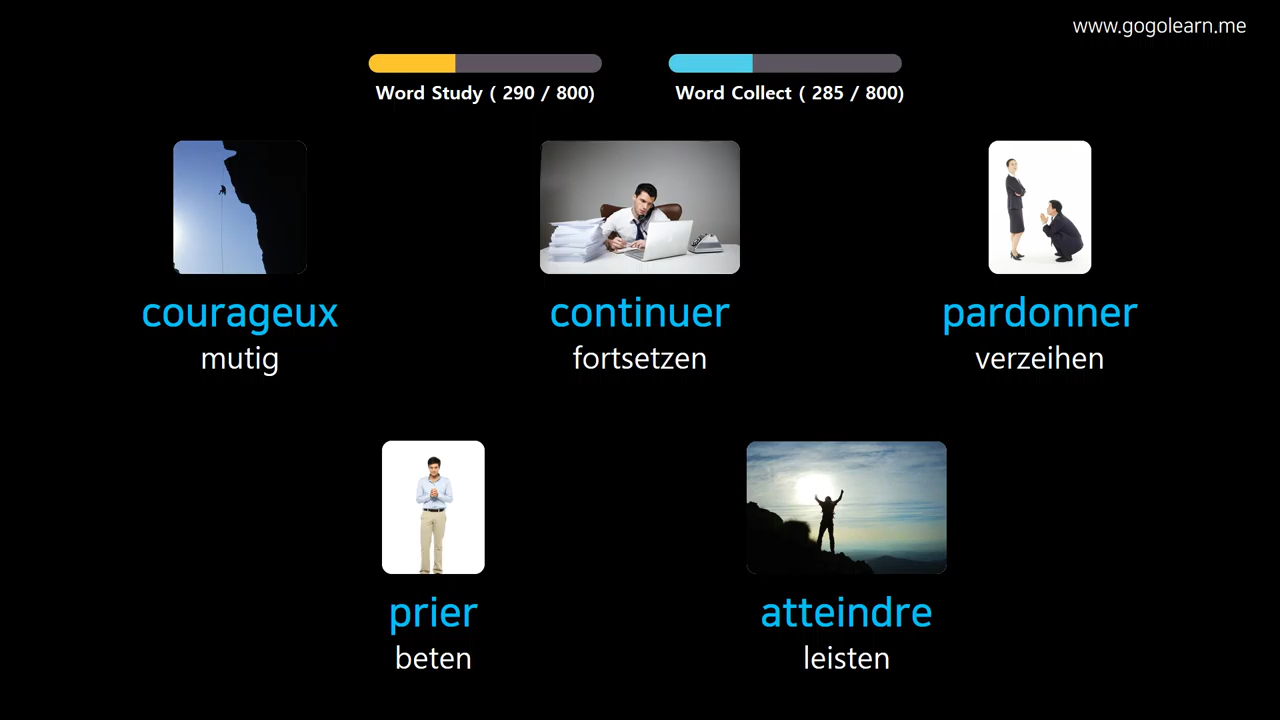 www.gogolearn.me
Word Study ( 290 / 800)
Word Collect ( 285 / 800)
courageux
mutig
continuer
fortsetzen
pardonner
verzeihen
prier
beten
atteindre
leisten